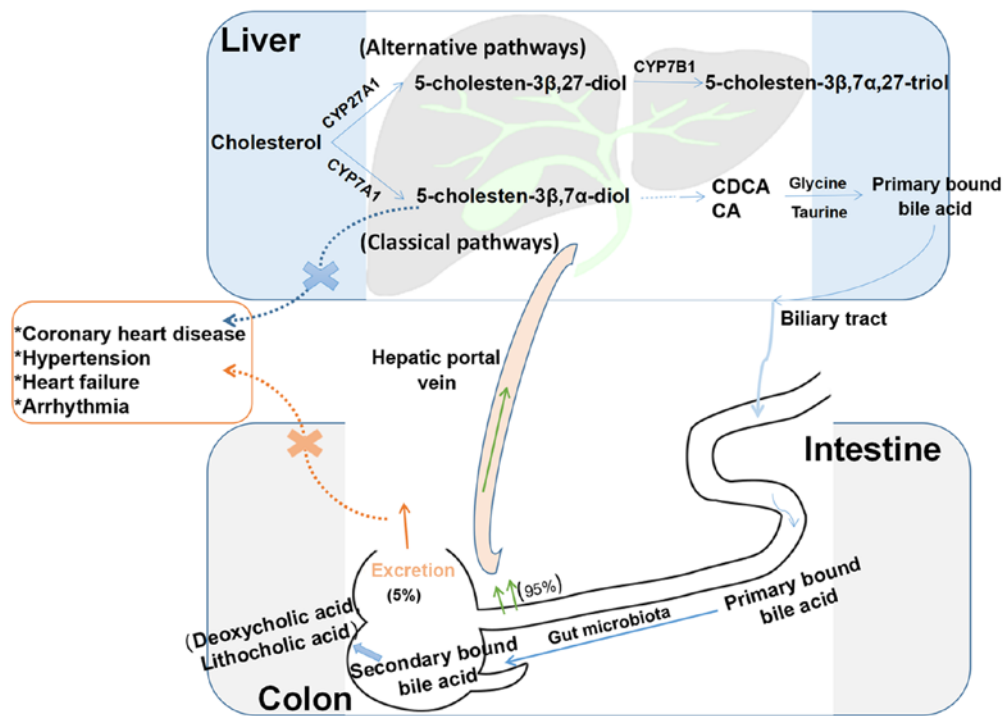 Liver
(Alternative pathways)
CYP27A1
5-cholesten-3β,27-diol
CYP7B1
5-cholesten-3β,7α,27-triol
Cholesterol
CYP7A1
5-cholesten-3β,7α-diol
(Classical pathways)
CDCA
CA
Glycine
Taurine
Primary bound
bile acid
Biliary tract
*Coronary heart disease
*Hypertension
*Heart failure
*Arrhythmia
Hepatic portal
vein
Intestine
Excretion
(5%)
(95%)
Primary bound
bile acid
Gut microbiota
(Deoxycholic acid,
Lithocholic acid)
Secondary bound
bile acid
Colon